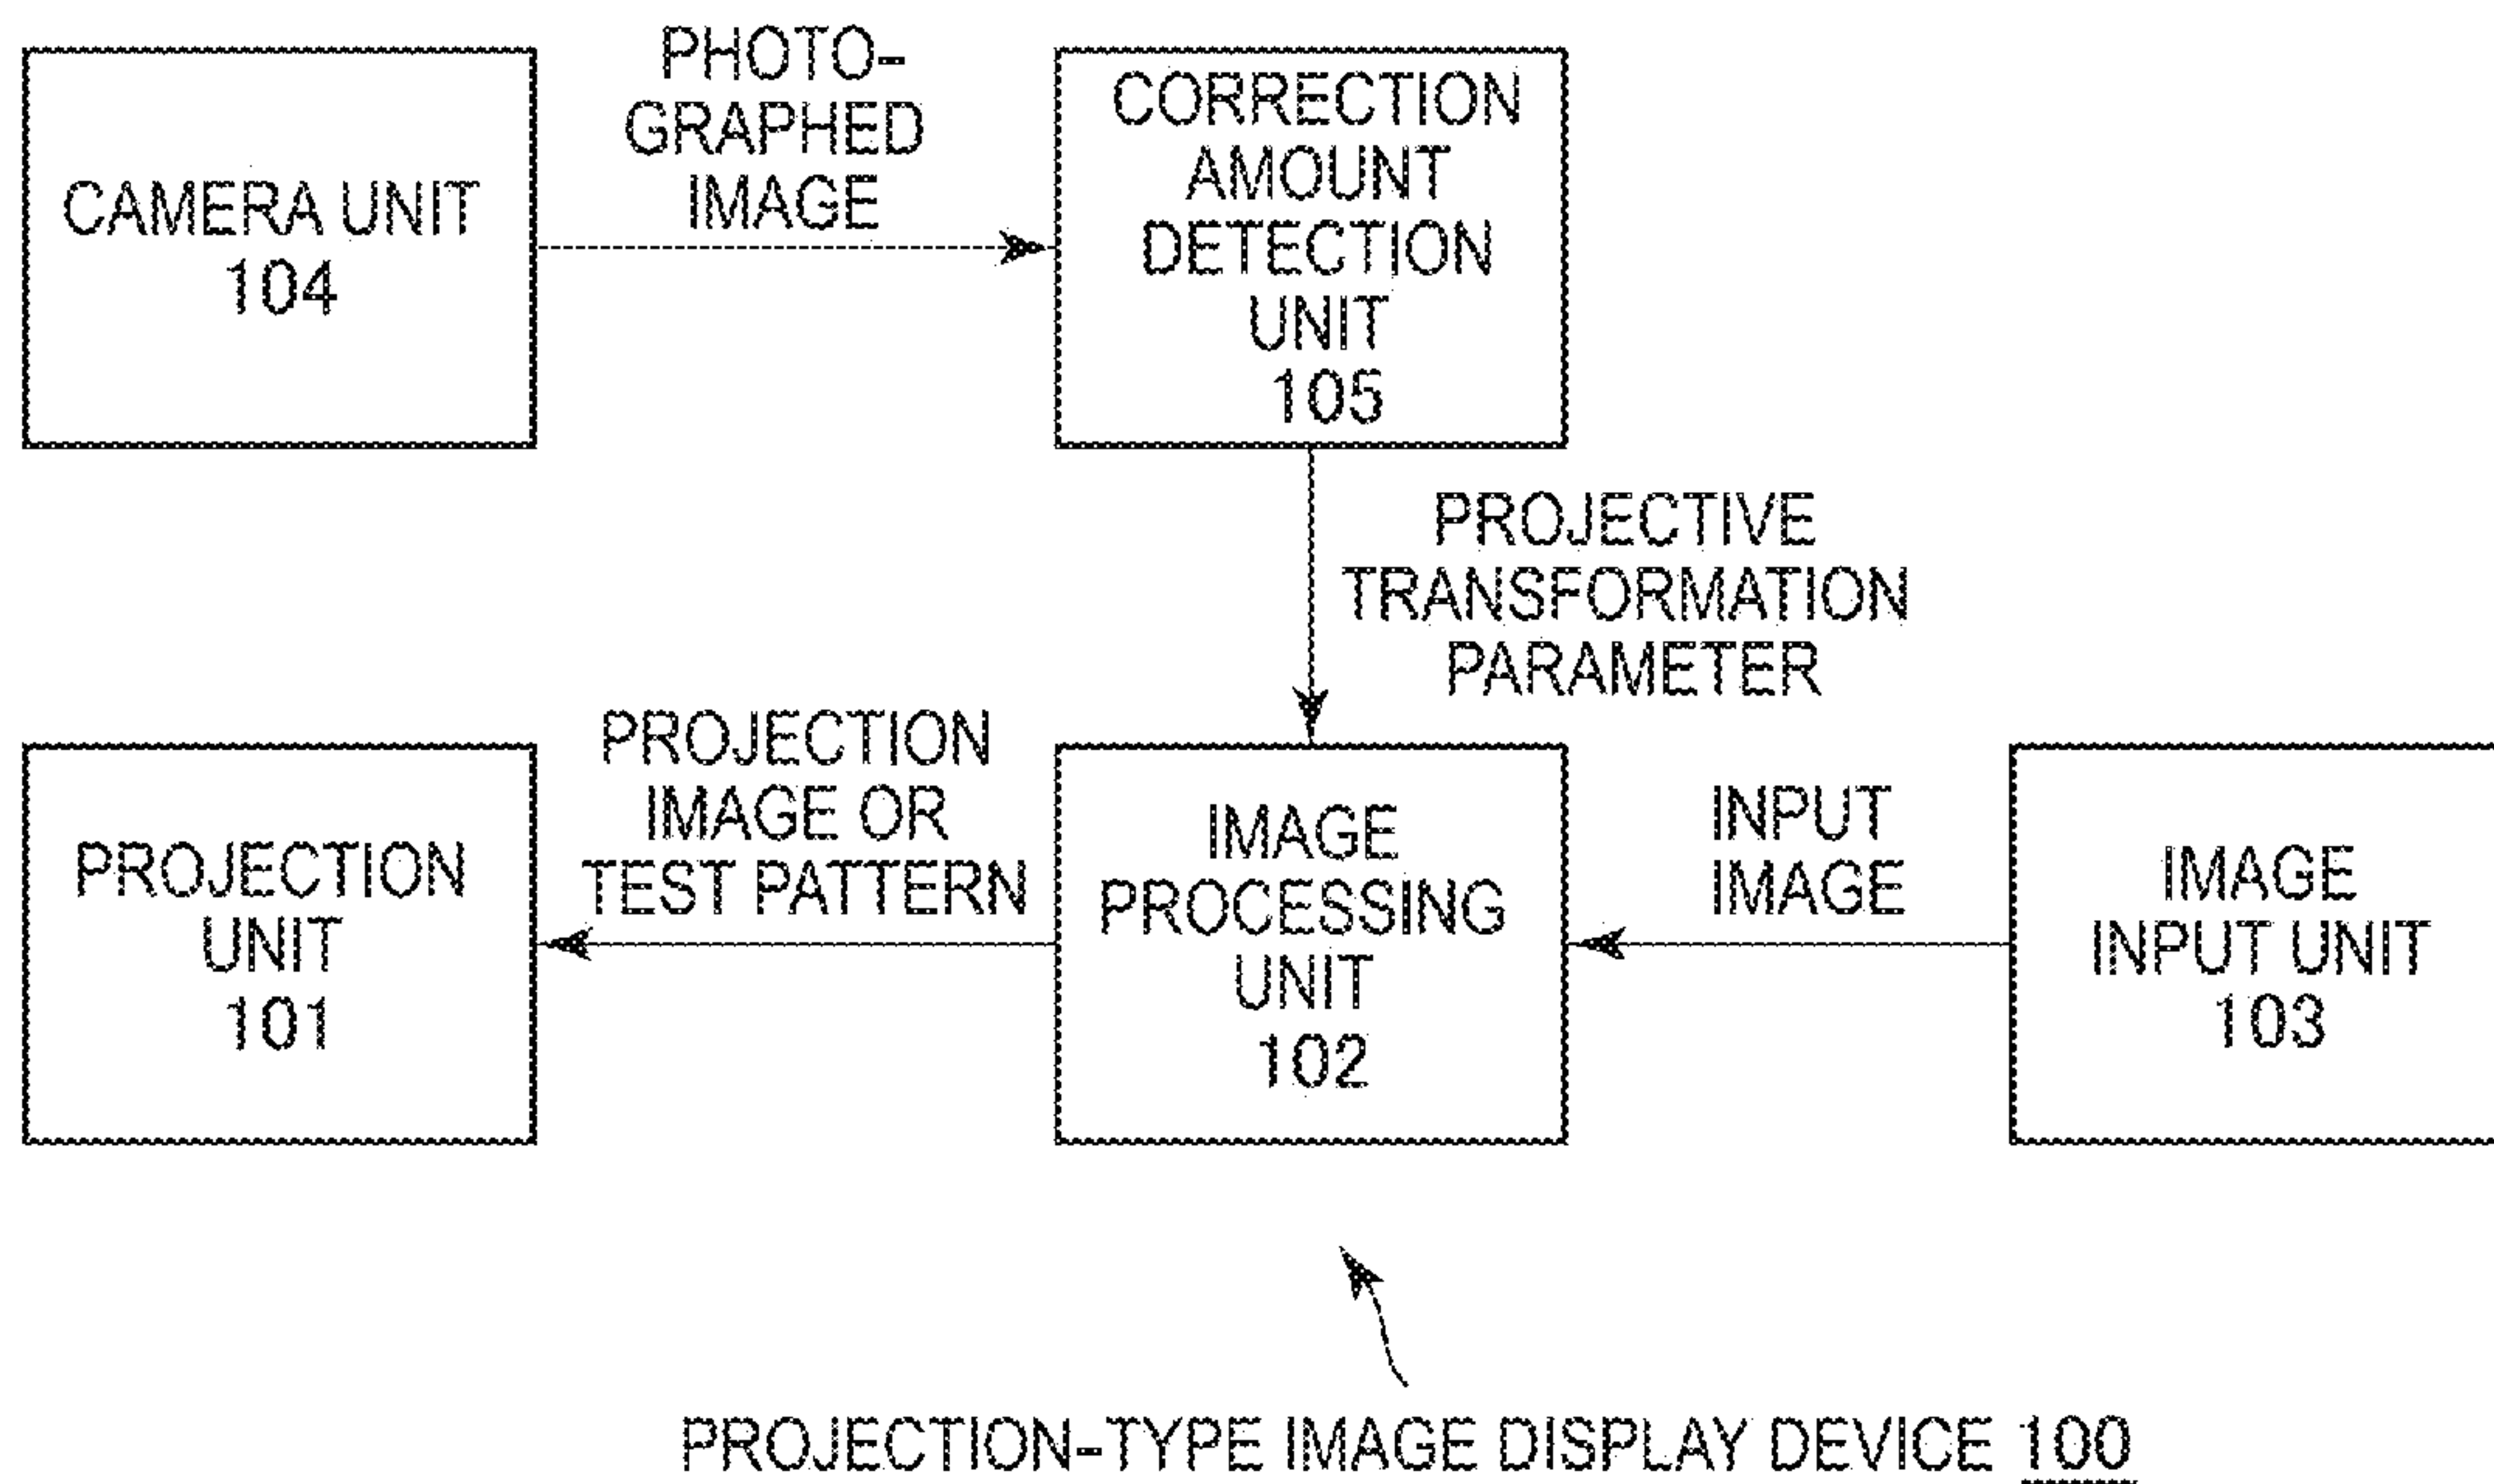 CAMERA UNIT
104
PHOTO-
GRAPHED
IMAGE
CORRECTION
AMOUNT
DETECTION
UNIT
105
PROJECTIVE
TRANSFORMATION
PARAMETER
PROJECTION
UNIT
101
PROJECTION
IMAGE OR
TEST PATTERN
IMAGE
PROCESSING
UNIT
102
INPUT
IMAGE
IMAGE
INPUT UNIT
103
PROJECTION-TYPE IMAGE DISPLAY DEVICE 100